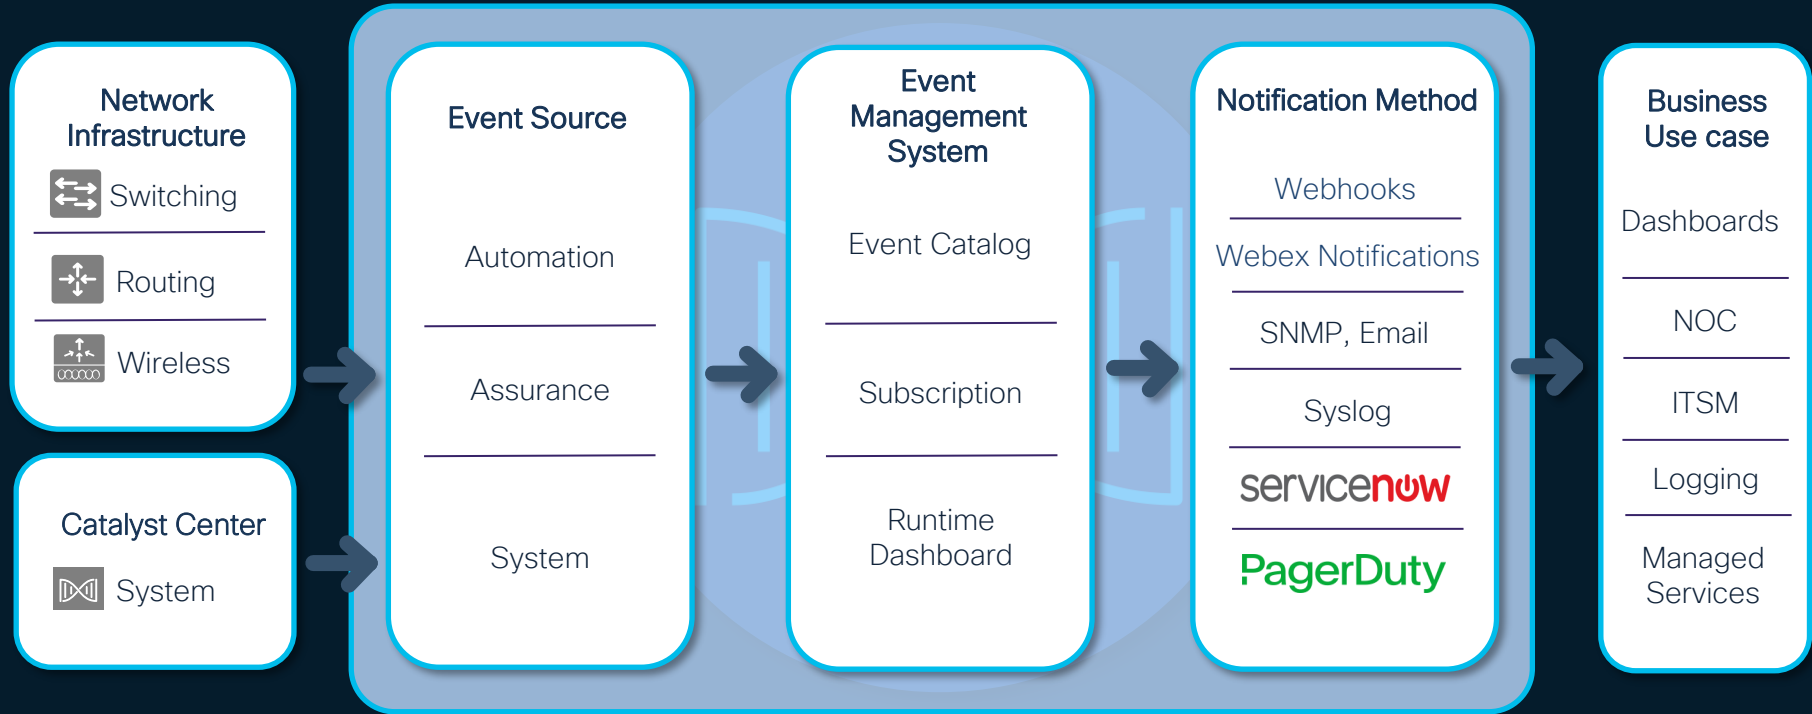 Network
Infrastructure
Switching
Routing
Wireless
Catalyst Center
System
Event Source
Automation
Assurance
System
Event
Management
System
Event Catalog
Subscription
Runtime
Dashboard
Notification Method
Webhooks
Webex Notifications
SNMP, Email
Syslog
servicenow
PagerDuty
Business
Use case
Dashboards
NOC
ITSM
Logging
Managed
Services